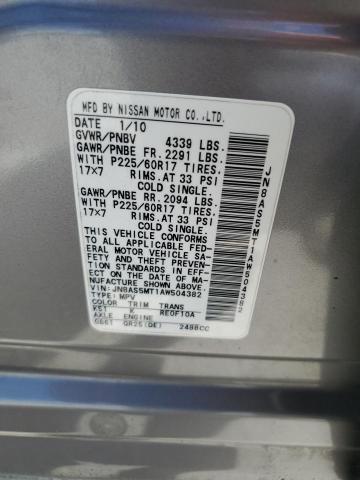 MFD BY NISSAN MOTOR CO.,LTD.
DATE 1/10
GVWR/PNBV 4339 LBS.
GAWR/PNBE FR. 2291 LBS.
WITH P225/60R17 TIRES.
17×7 RIMS.AT 33 PSI
COLD SINGLE.
GAWR/PNBE RR. 2094 LBS.
WITH P225/60R17 TIRES.
17×7 RIMS.AT 33 PSI
COLD SINGLE.
THIS VEHICLE CONFORMS
TO ALL APPLICABLE FED-
ERAL MOTOR VEHICLE SA-
FETY AND THEFT PREVEN-
TION STANDARDS IN EFF-
ECT ON THE DATE OF MA-
NUFACTURE SHOWN ABOVE.
VIN:JN8AS5MT1AW504382
TYPE:MPV
COLOR TRIM TRANS
K RE0F10A
AXLE ENGINE
QR25(DE) 2488CC
JN8AS5MT1AW504382